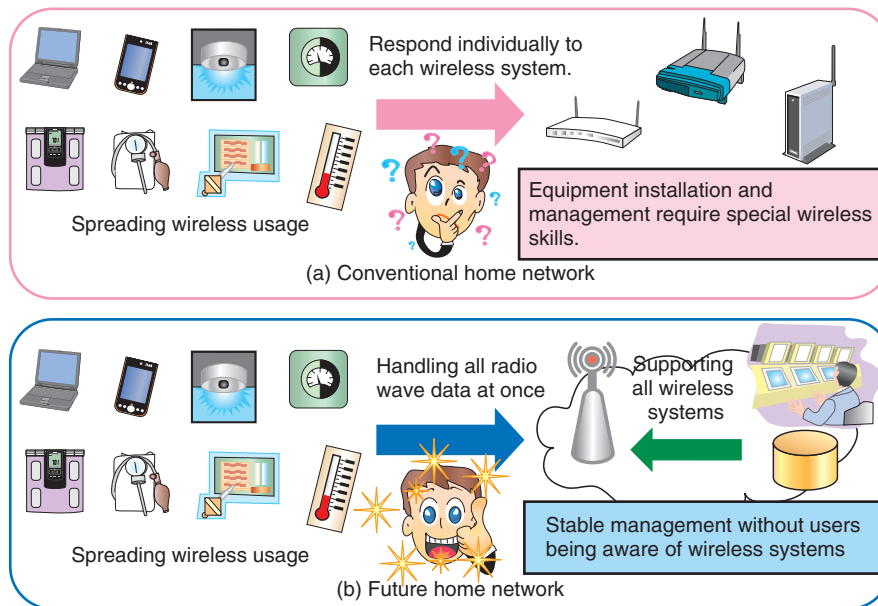 Respond individually to
each wireless system.
Equipment installation and
management require special wireless
skills.
Spreading wireless usage
(a) Conventional home network
Handling all radio
wave data at once
Supporting
all wireless
systems
Stable management without users
being aware of wireless systems
Spreading wireless usage
(b) Future home network